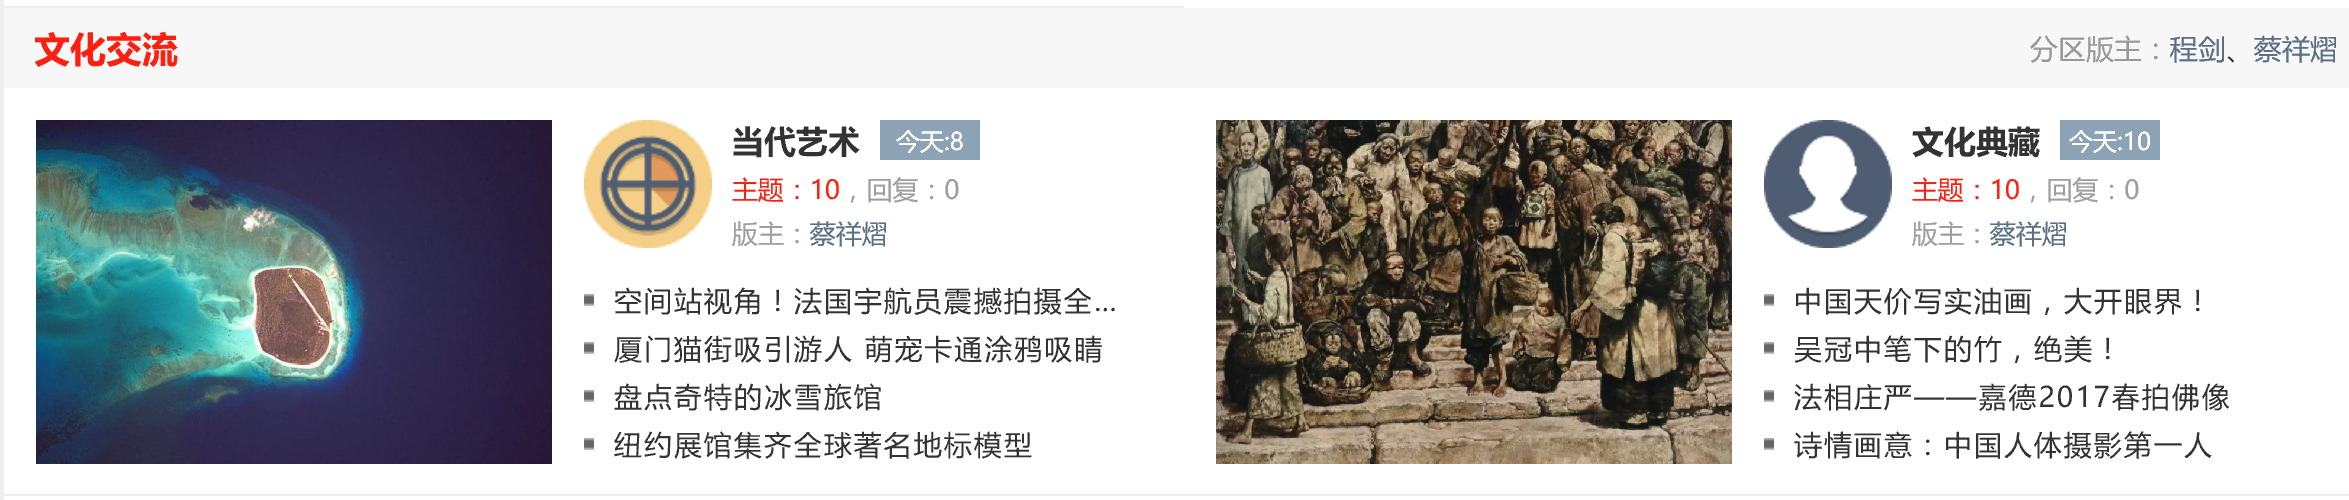 文化交流
分区版主：程剑、蔡祥熠
当代艺术 今天:8
主题：10，回复：0
版主：蔡祥熠
空间站视角！法国宇航员震撼拍摄全...
厦门猫街吸引游人 萌宠卡通涂鸦吸睛
盘点奇特的冰雪旅馆
纽约展馆集齐全球著名地标模型
文化典藏 今天:10
主题：10，回复：0
版主：蔡祥熠
中国天价写实油画，大开眼界！
吴冠中笔下的竹，绝美！
法相庄严——嘉德2017春拍佛像
诗情画意：中国人体摄影第一人